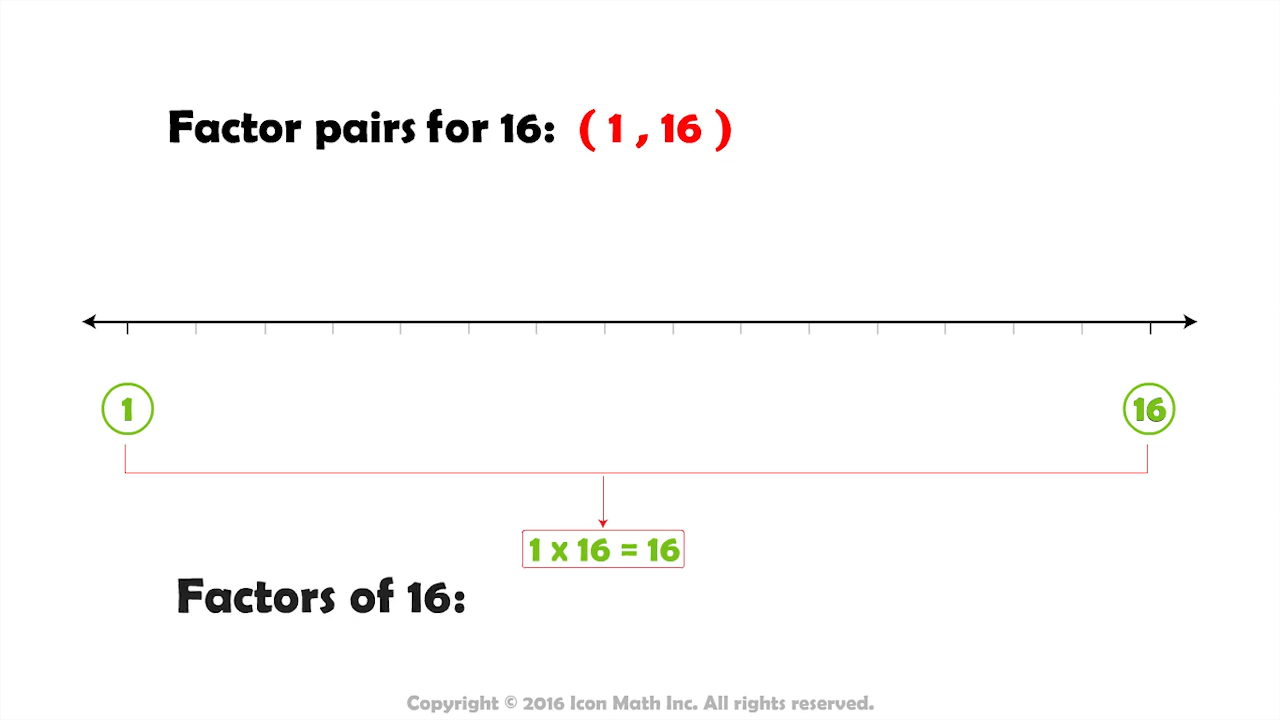 Factor pairs for 16: ( 1 , 16 )
1
16
1 x 16 = 16
Factors of 16:
Copyright © 2016 Icon Math Inc. All rights reserved.